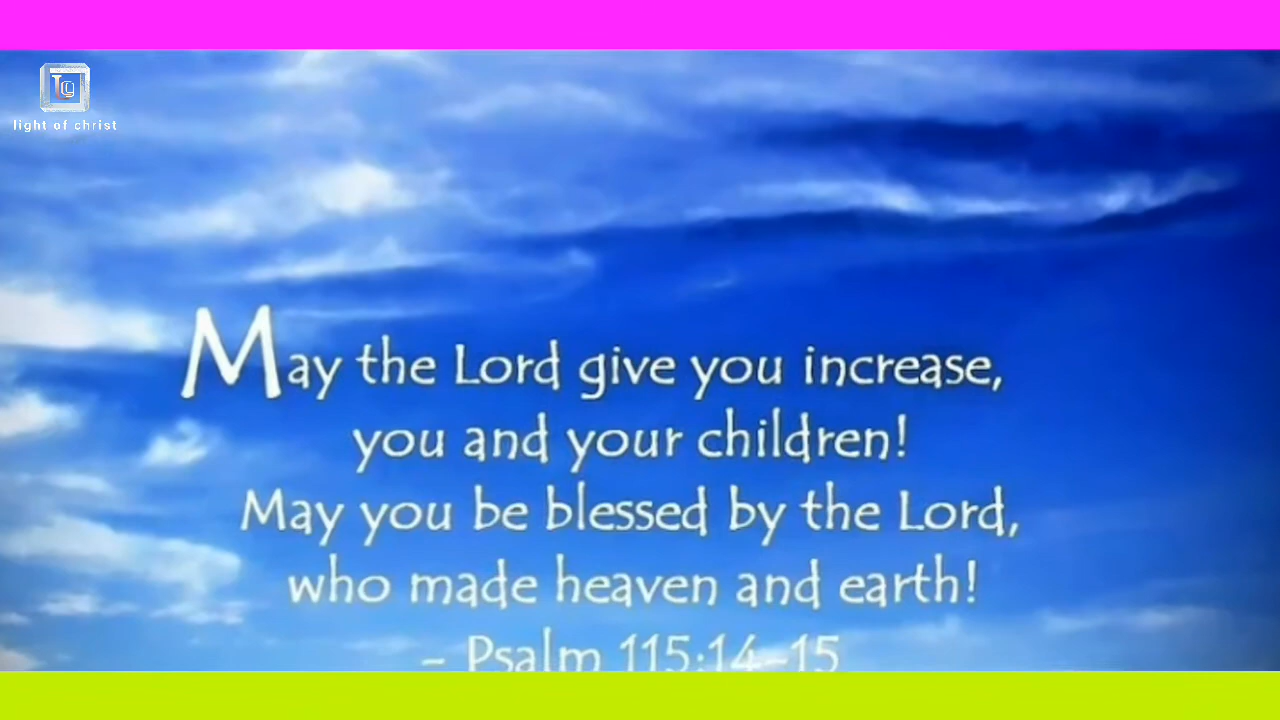 light of christ
May the Lord give you increase,
you and your children!
May you be blessed by the Lord,
who made heaven and earth!
– Psalm 115:14–15